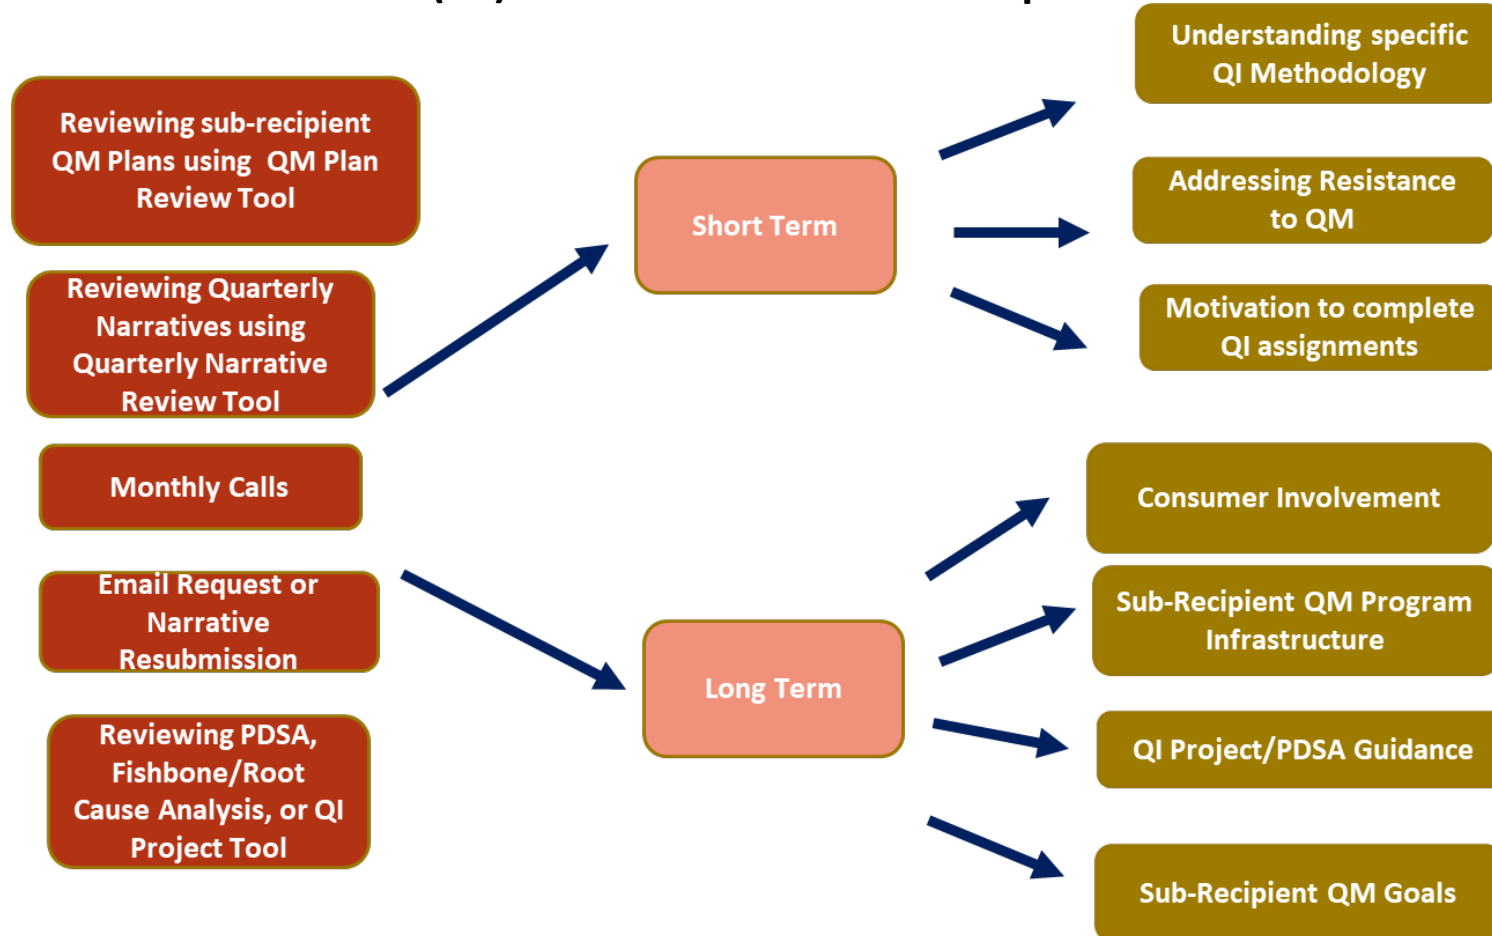 Reviewing sub-recipient
QM Plans using QM Plan
Review Tool
Reviewing Quarterly
Narratives using
Quarterly Narrative
Review Tool
Monthly Calls
Email Request or
Narrative
Resubmission
Reviewing PDSA,
Fishbone/Root
Cause Analysis, or QI
Project Tool
Short Term
Long Term
Understanding specific
QI Methodology
Addressing Resistance
to QM
Motivation to complete
QI assignments
Consumer Involvement
Sub-Recipient QM Program
Infrastructure
QI Project/PDSA Guidance
Sub-Recipient QM Goals